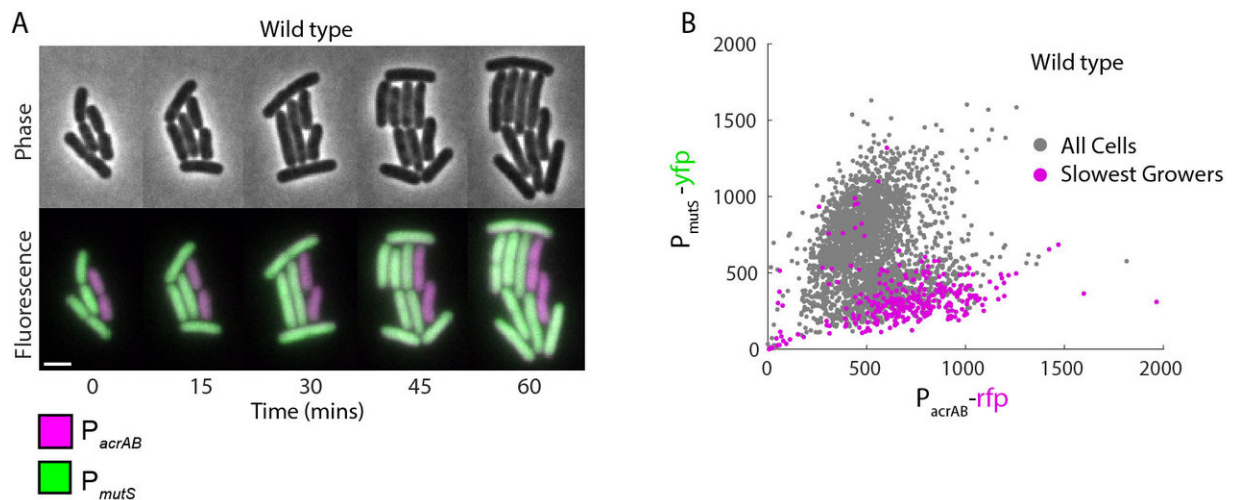 A
Wild type
Phase
Fluorescence
0 15 30 45 60
Time (mins)
PacrAB
PmutS
B
2000
1500
1000
500
0
PmutS-yfp
Wild type
All Cells
Slowest Growers
0 500 1000 1500 2000
PacrAB-rfp